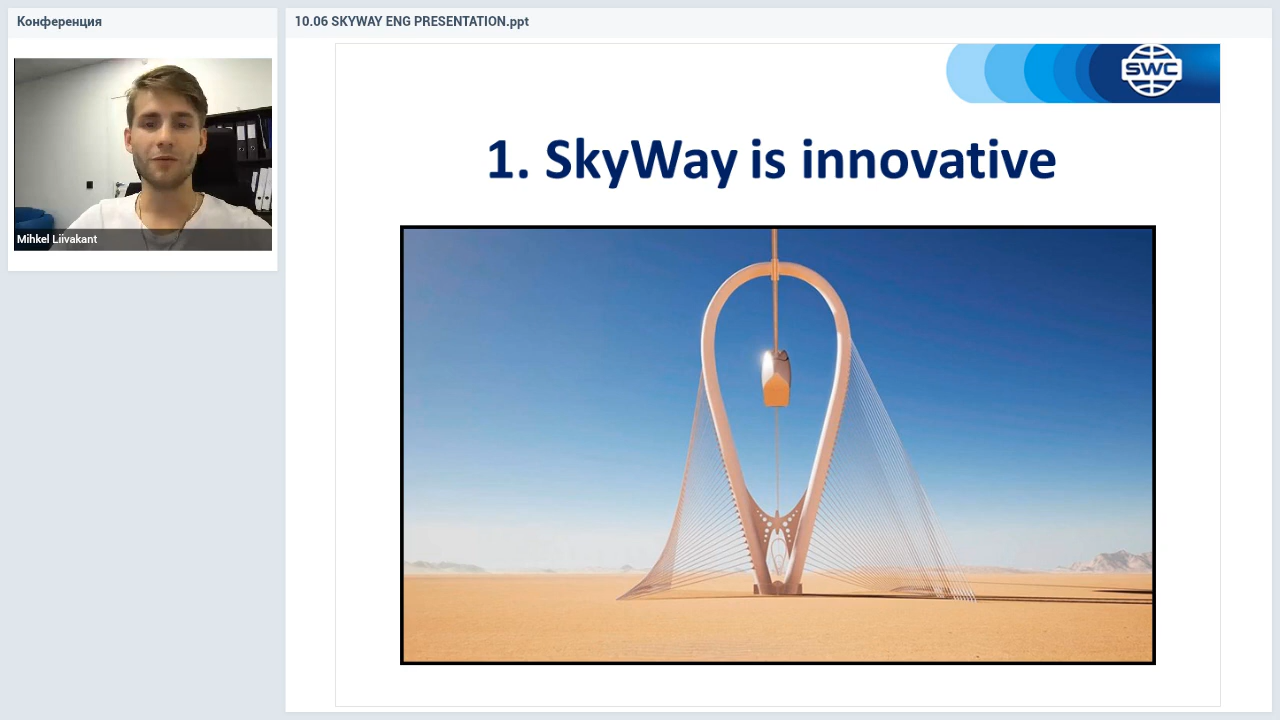 Конференция
10.06 SKYWAY ENG PRESENTATION.ppt
Mihkel Liivakant
SWC
1. SkyWay is innovative